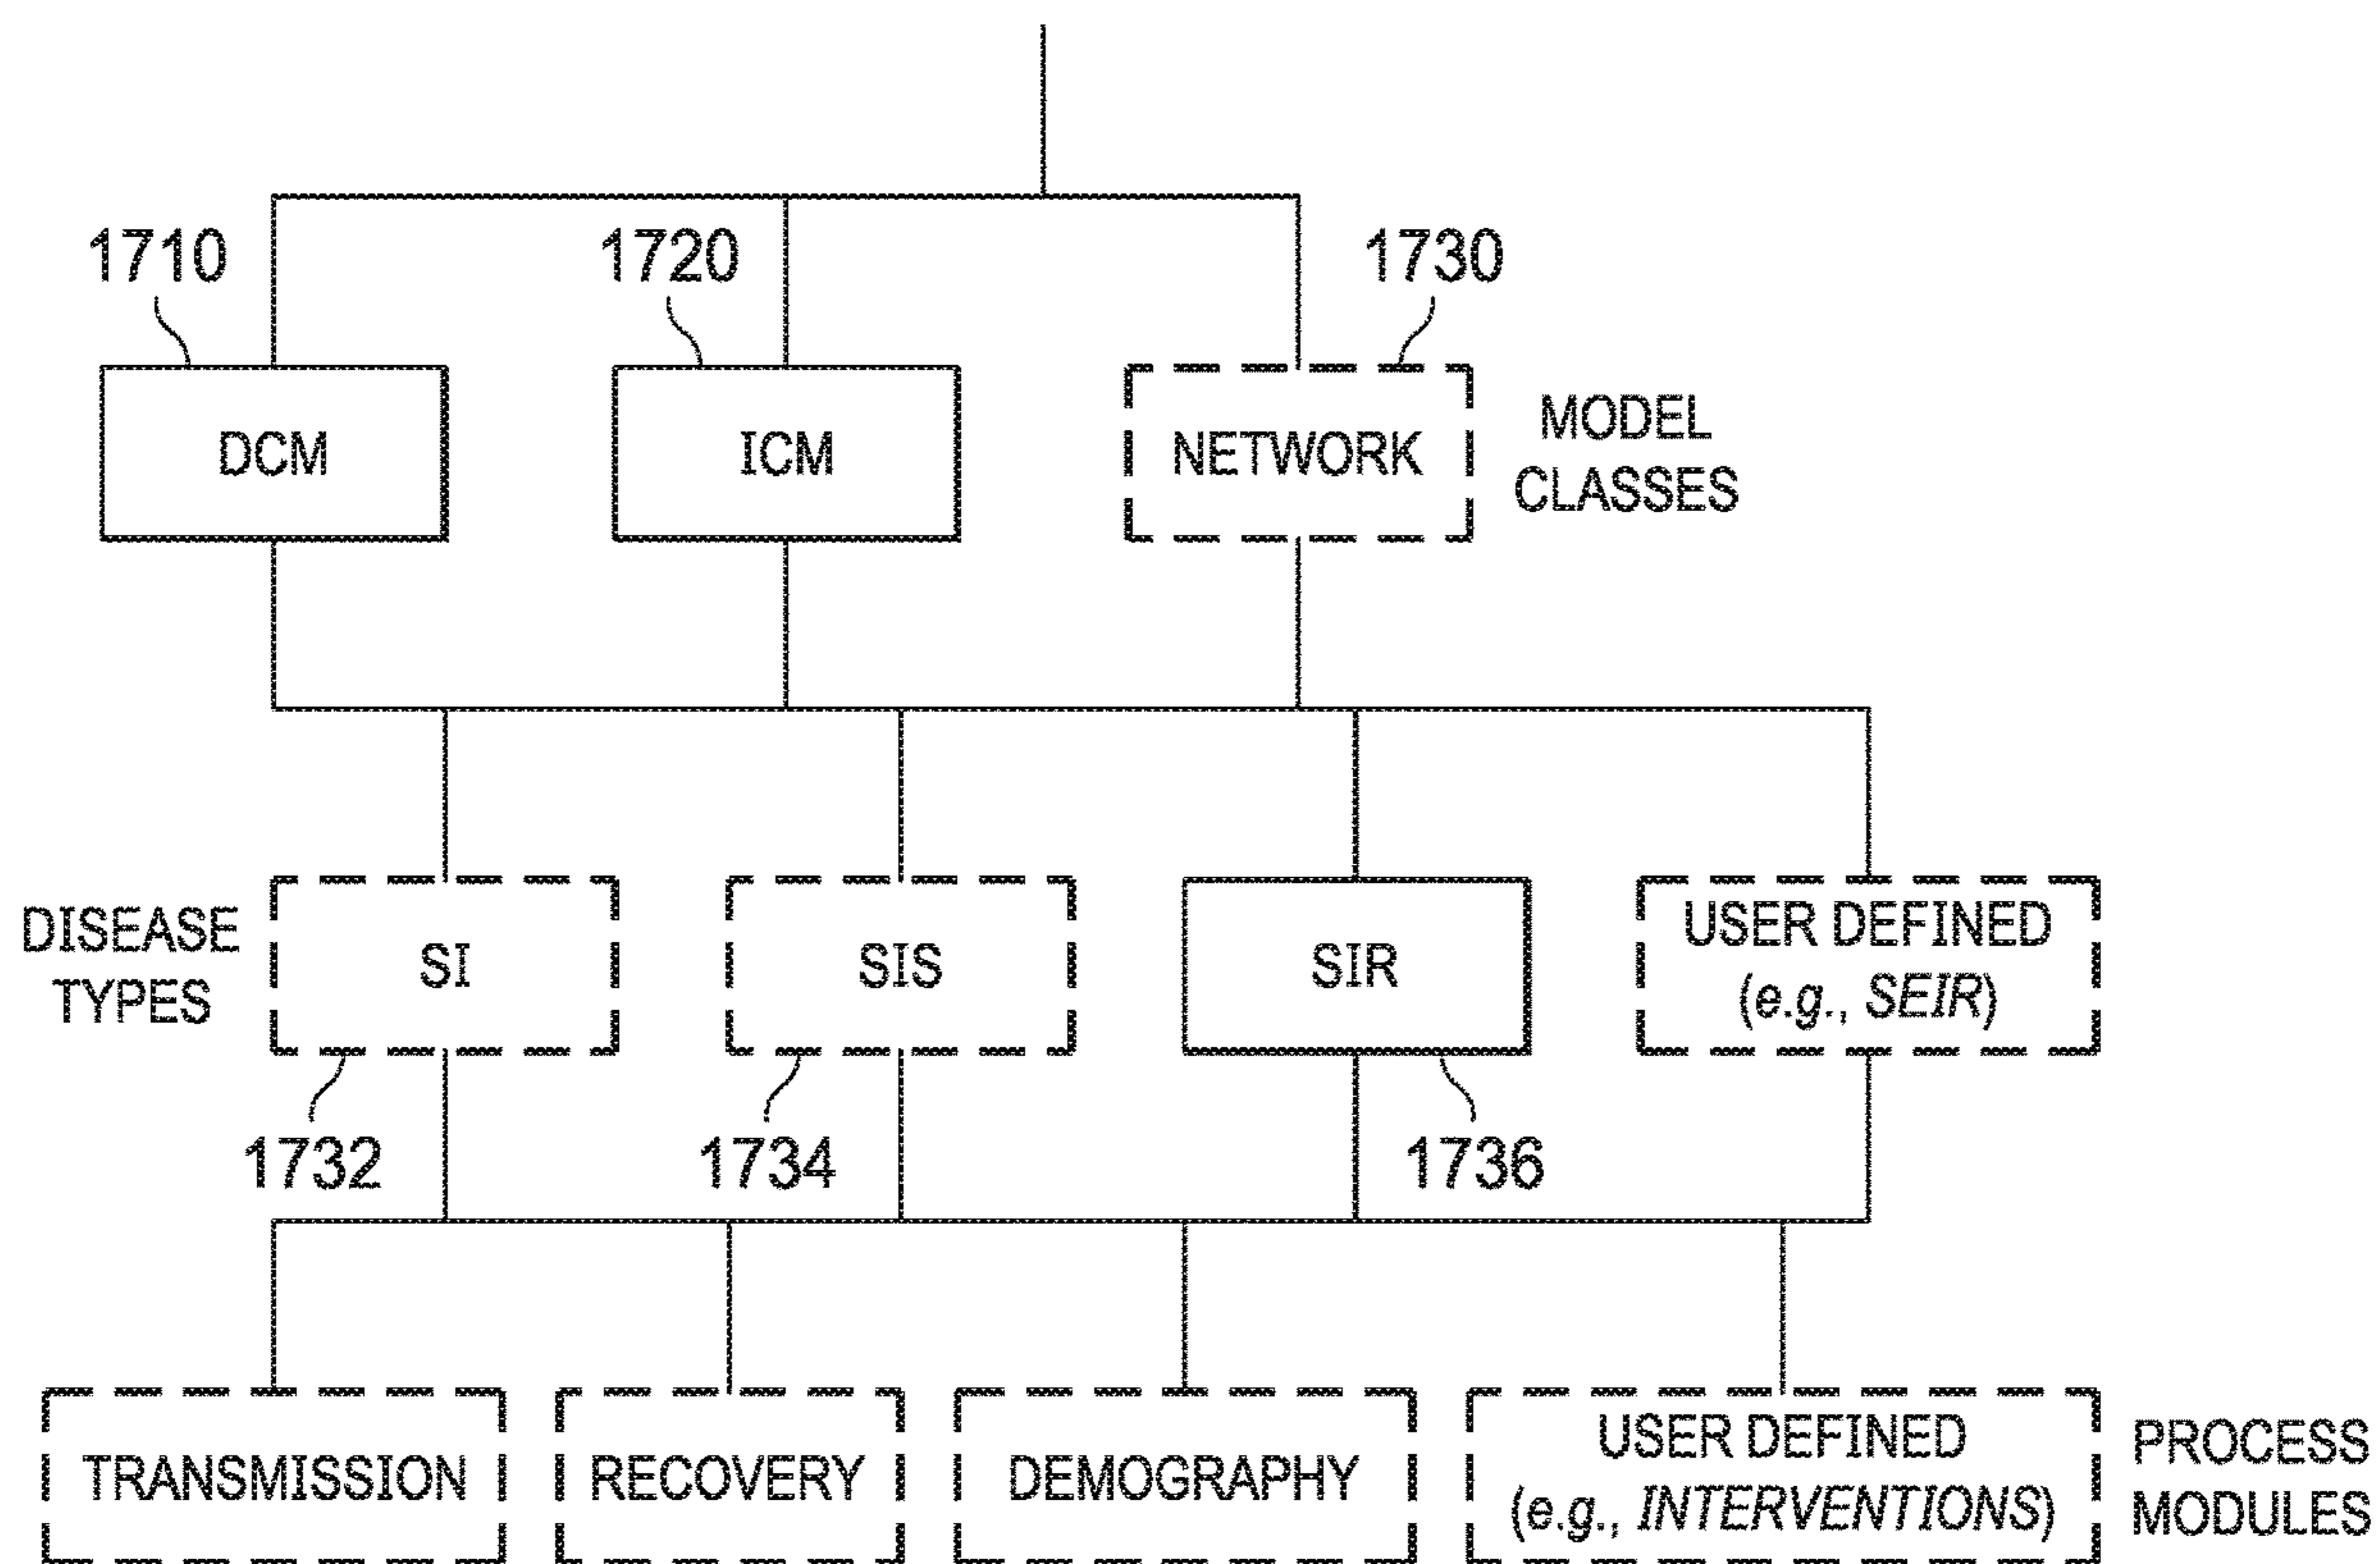 1710
1720
1730
DCM
ICM
NETWORK
MODEL
CLASSES
DISEASE
TYPES
SI
SIS
SIR
USER DEFINED
(e.g., SEIR)
1732
1734
1736
TRANSMISSION
RECOVERY
DEMOGRAPHY
USER DEFINED
(e.g., INTERVENTIONS)
PROCESS
MODULES